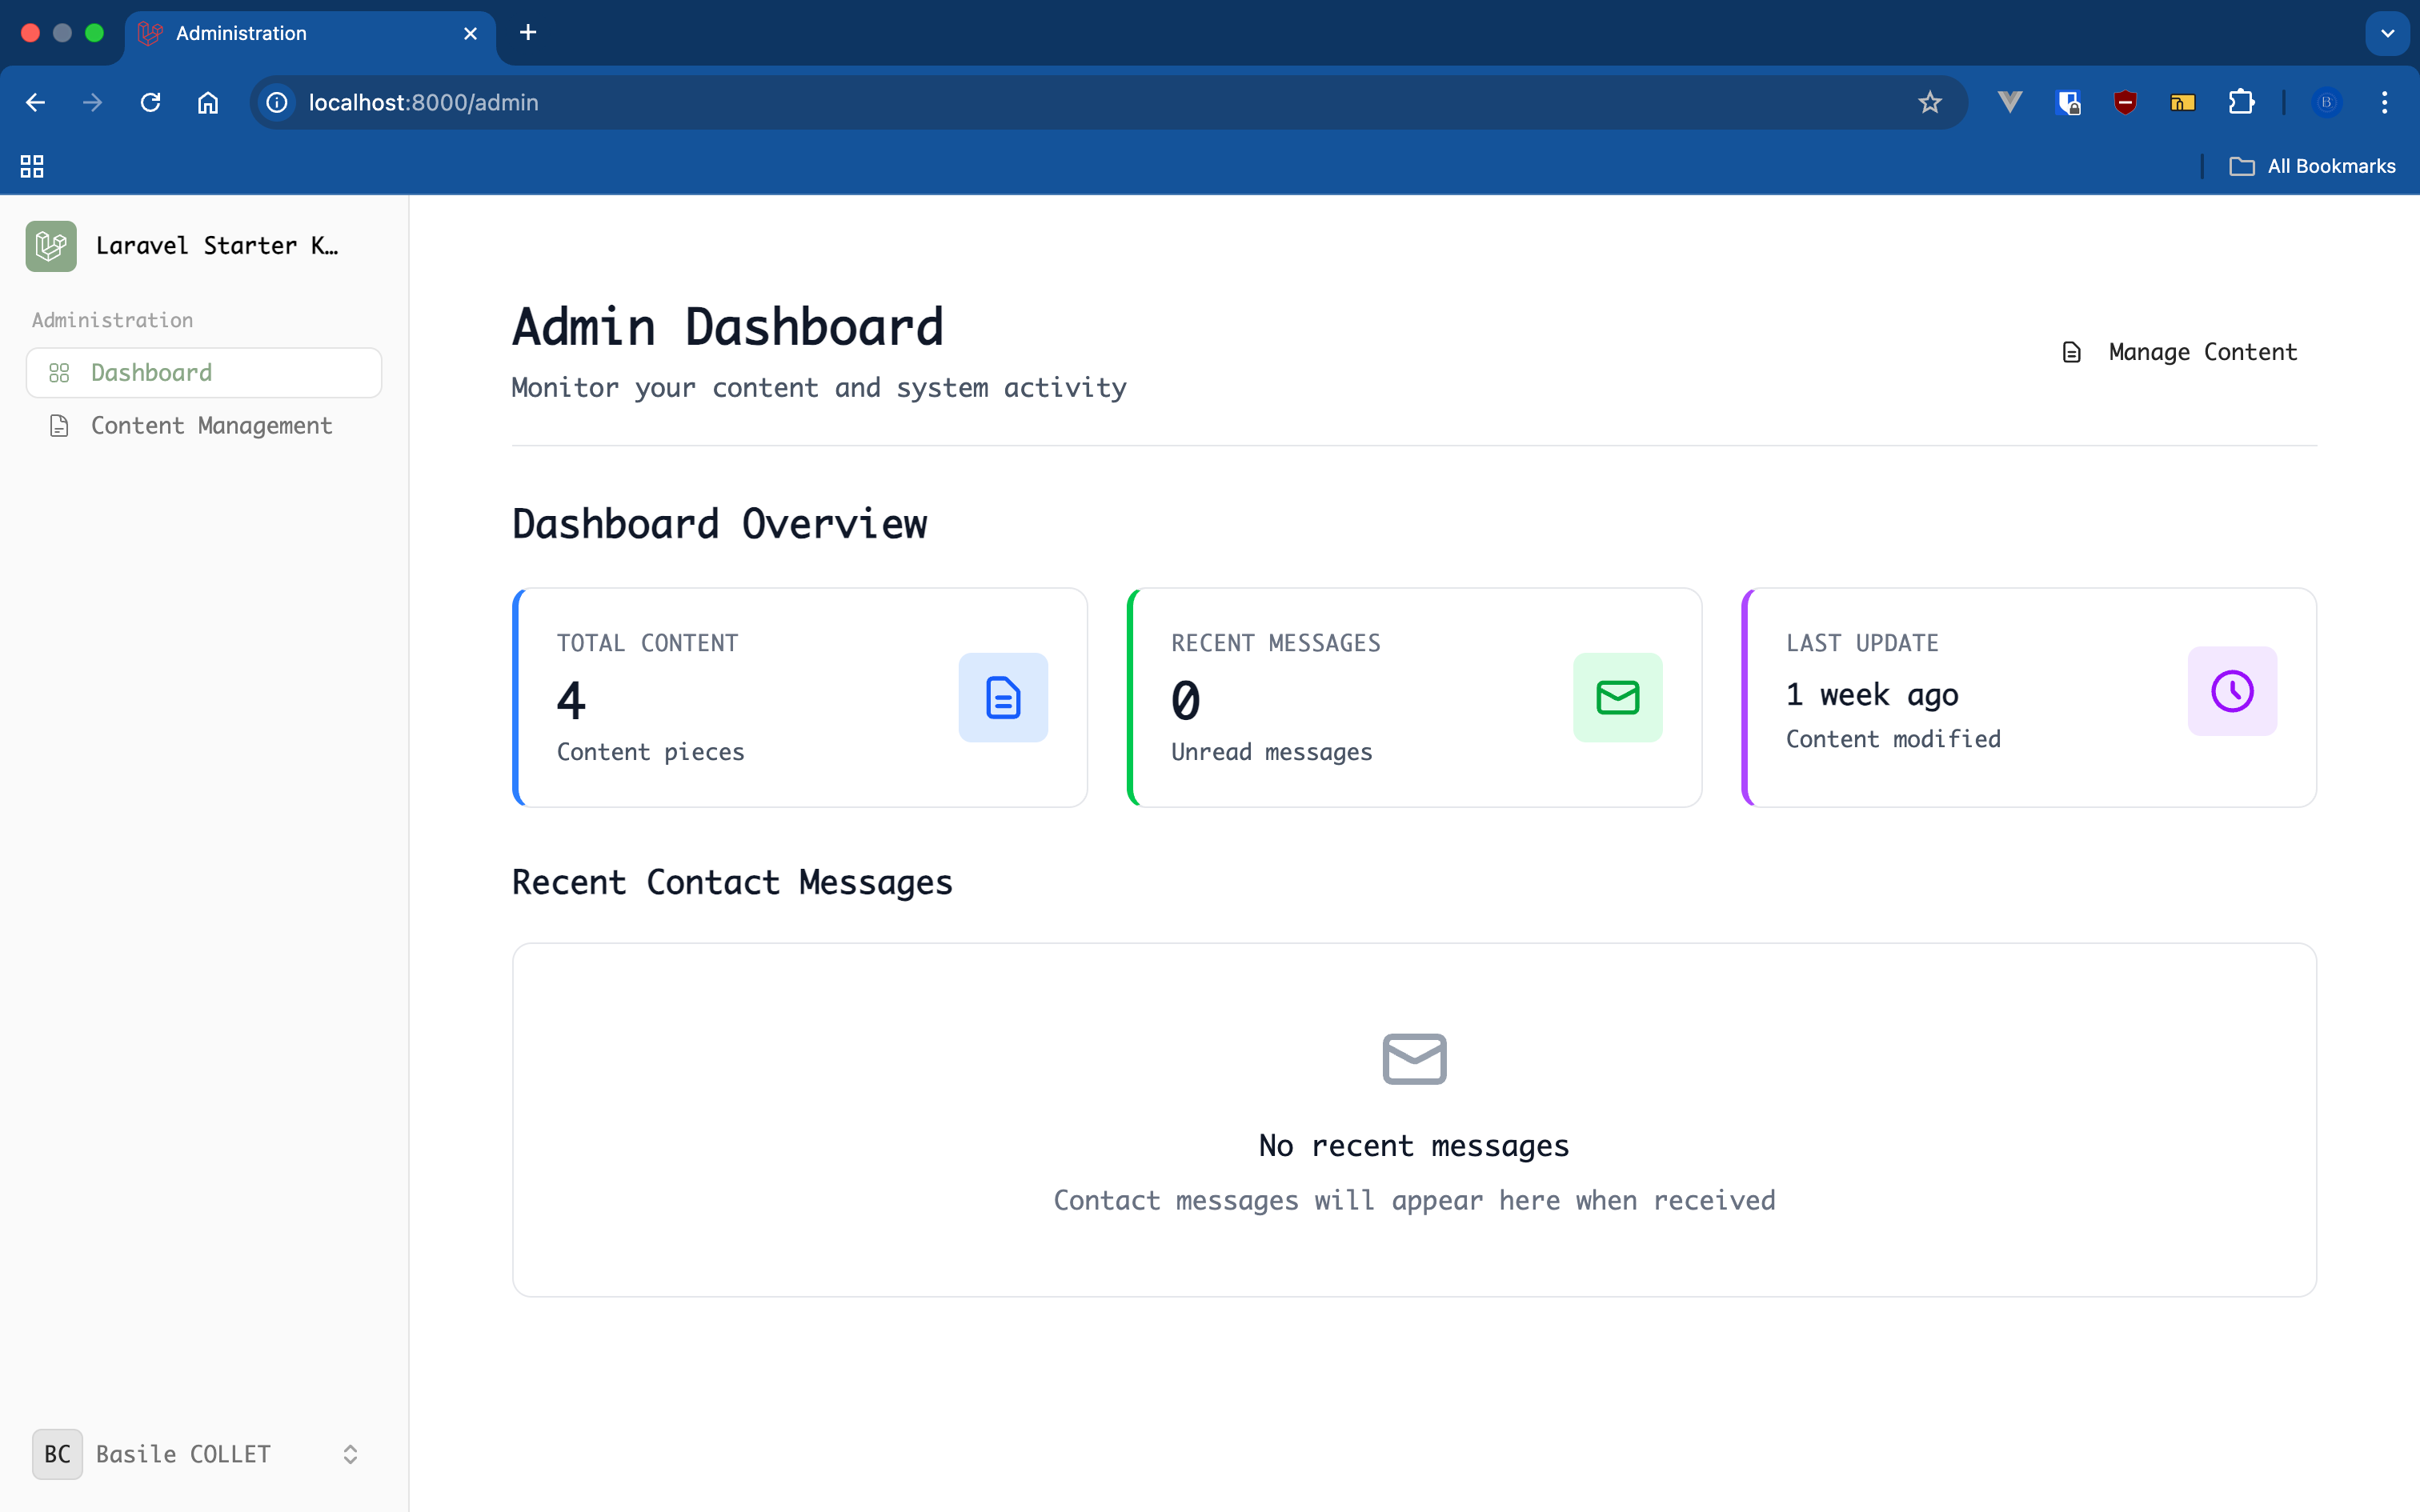 Administration
localhost:8000/admin
B
All Bookmarks
Laravel Starter K…
Administration
Dashboard
Content Management
Admin Dashboard
Monitor your content and system activity
Manage Content
Dashboard Overview
TOTAL CONTENT
4
Content pieces
RECENT MESSAGES
0
Unread messages
LAST UPDATE
1 week ago
Content modified
Recent Contact Messages
No recent messages
Contact messages will appear here when received
BC Basile COLLET